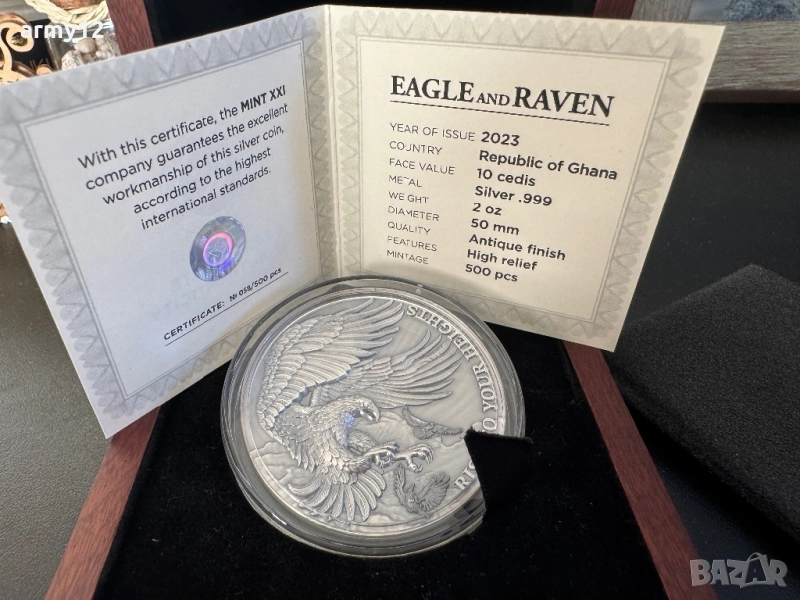 army12
With this certificate, the MINT XXI
company guarantees the excellent
workmanship of this silver coin,
according to the highest
international standards.
CERTIFICATE: № 058/500 pcs
EAGLE AND RAVEN
YEAR OF ISSUE 2023
COUNTRY Republic of Ghana
FACE VALUE 10 cedis
METAL Silver .999
WEIGHT 2 oz
DIAMETER 50 mm
QUALITY Antique finish
FEATURES High relief
MINTAGE 500 pcs
YOUR HEIGHTS
BAZAR